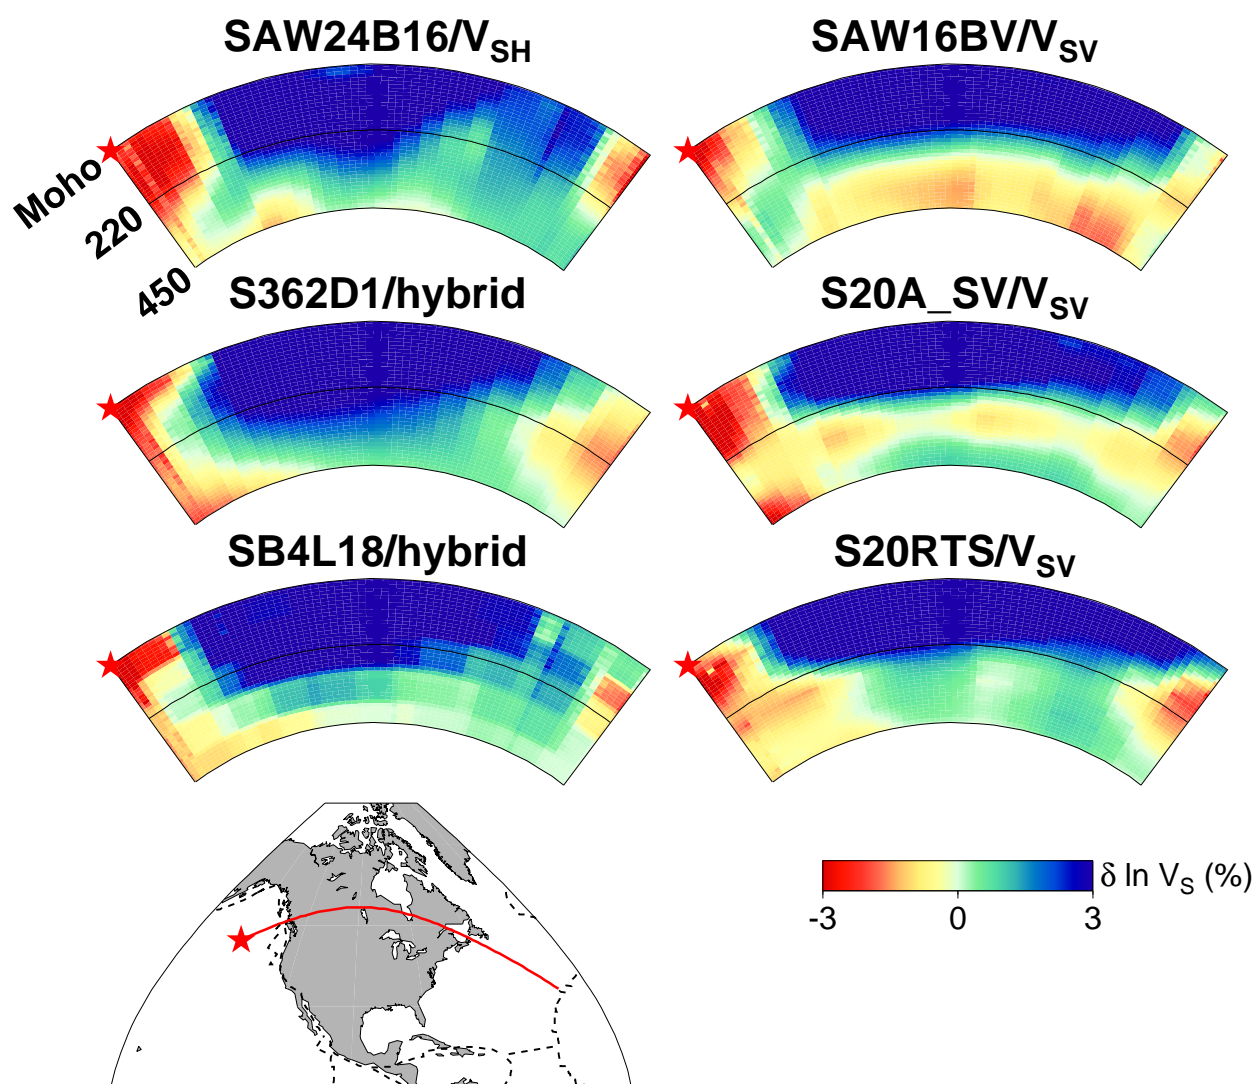 SAW24B16/VSH
SAW16BV/VSV
Moho
220
450
S362D1/hybrid
S20A_SV/VSV
SB4L18/hybrid
S20RTS/VSV
δ ln VS (%)
-3 0 3